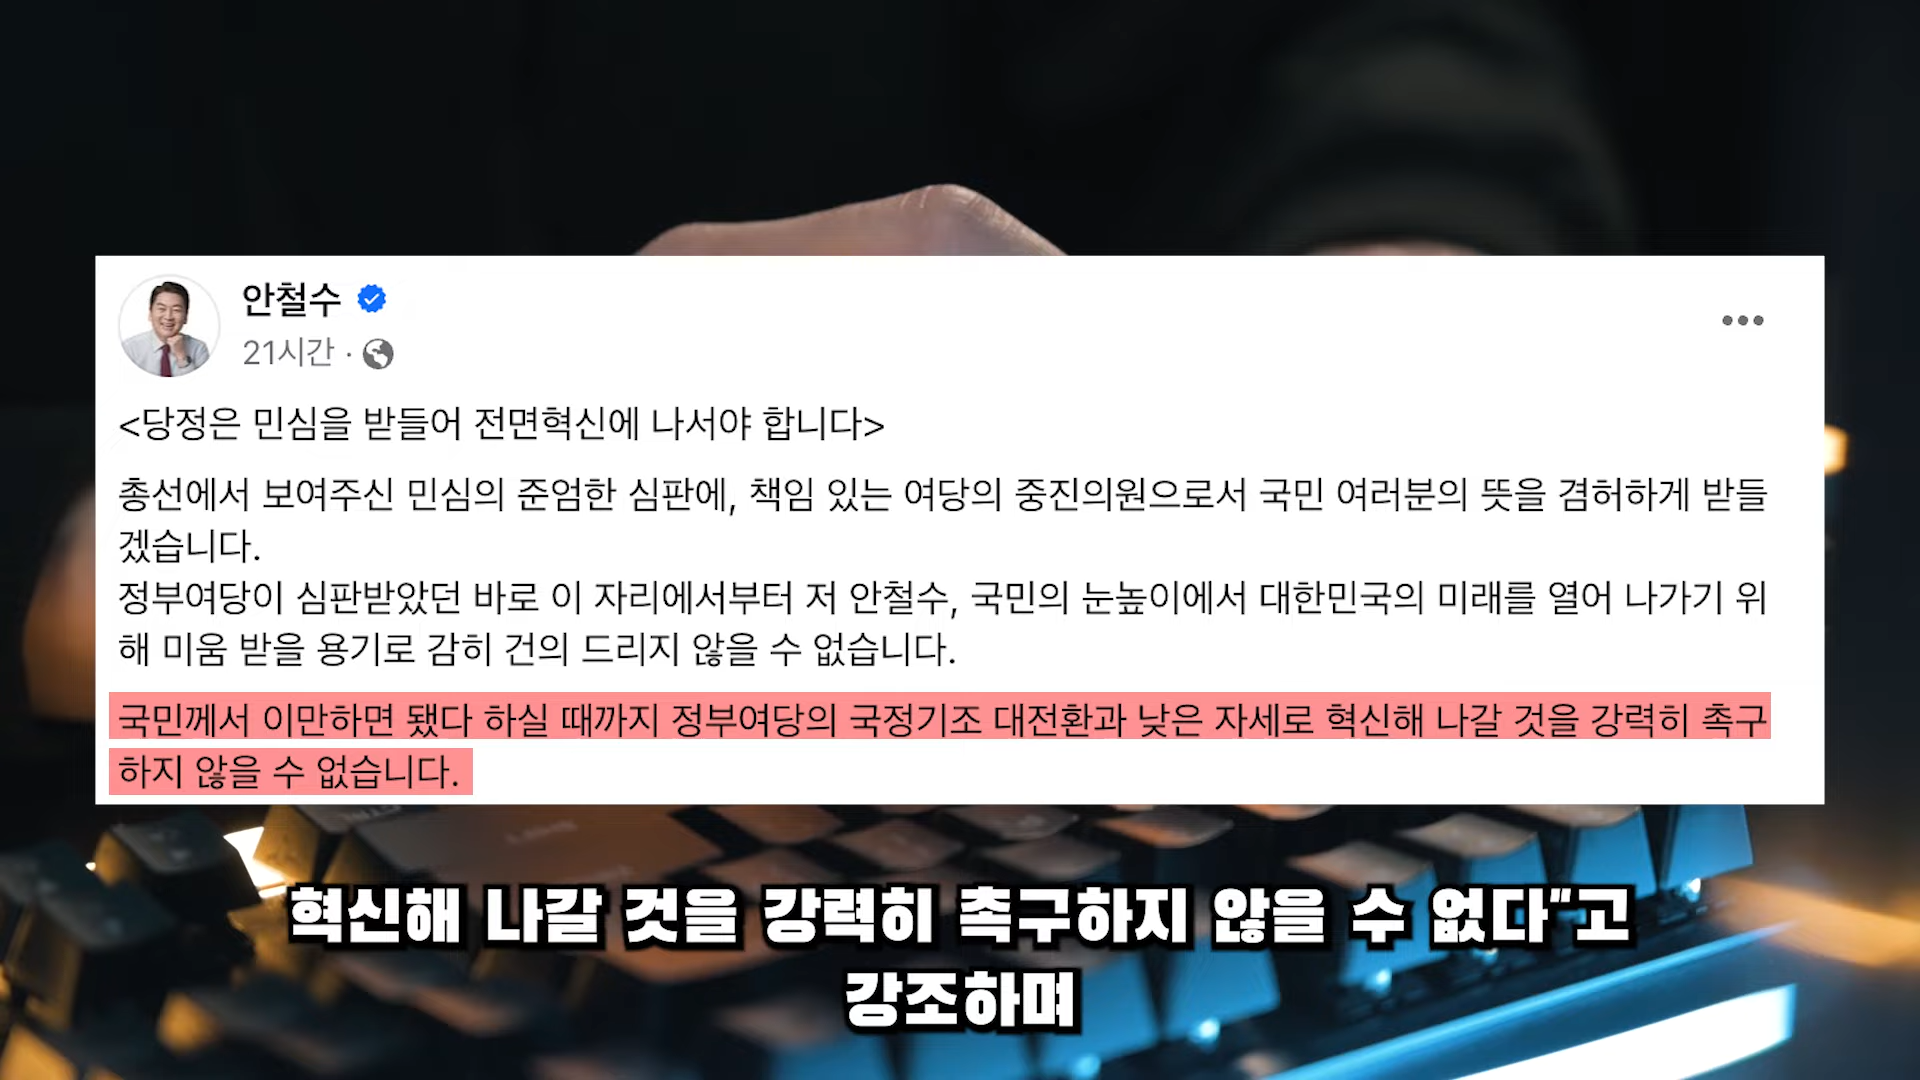 안철수
21시간 ·
<당정은 민심을 받들어 전면혁신에 나서야 합니다>
총선에서 보여주신 민심의 준엄한 심판에, 책임 있는 여당의 중진의원으로서 국민 여러분의 뜻을 겸허하게 받들
겠습니다.
정부여당이 심판받았던 바로 이 자리에서부터 저 안철수, 국민의 눈높이에서 대한민국의 미래를 열어 나가기 위
해 미움 받을 용기로 감히 건의 드리지 않을 수 없습니다.
국민께서 이만하면 됐다 하실 때까지 정부여당의 국정기조 대전환과 낮은 자세로 혁신해 나갈 것을 강력히 촉구
하지 않을 수 없습니다.
혁신해 나갈 것을 강력히 촉구하지 않을 수 없다"고
강조하며